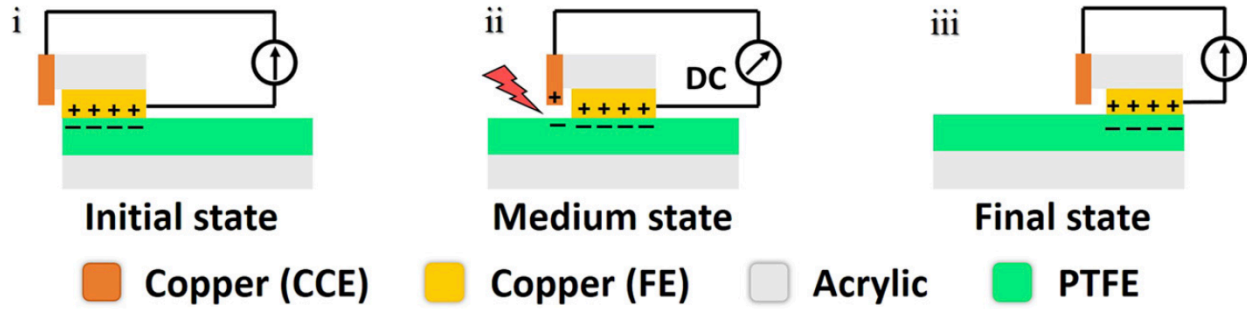 i
ii
iii
DC
+ + + +
− − − −
+
+ + + +
− − − − −
+ + + +
− − − −
Initial state
Medium state
Final state
Copper (CCE)
Copper (FE)
Acrylic
PTFE